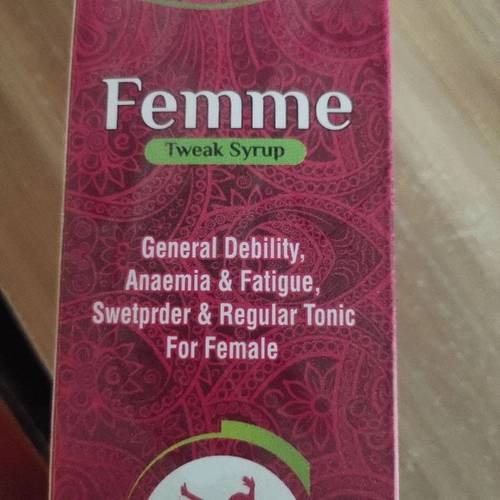 Femme
Tweak Syrup
General Debility,
Anaemia & Fatigue,
Swetprder & Regular Tonic
For Female